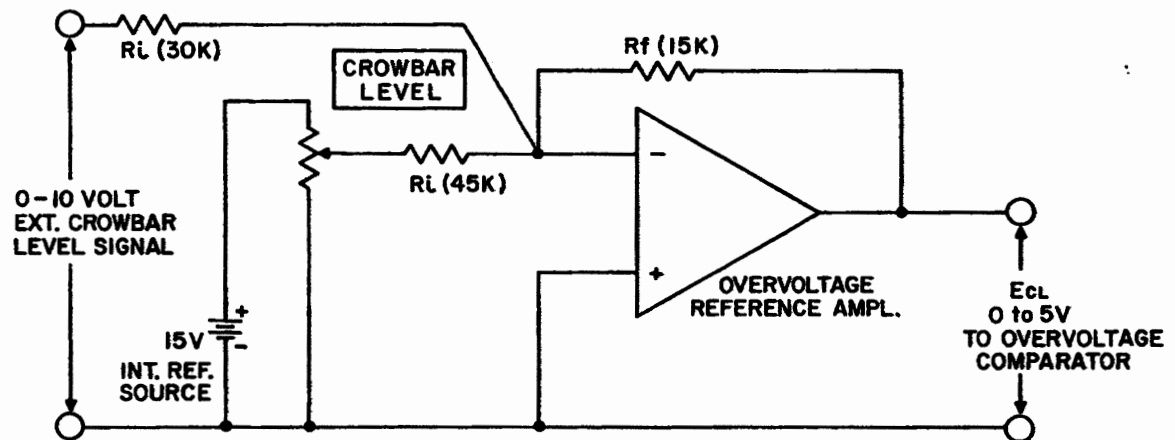 Ri (30K)
CROWBAR
LEVEL
Rf (15K)
Ri (45K)
-
+
0-10 VOLT
EXT. CROWBAR
LEVEL SIGNAL
OVERVOLTAGE
REFERENCE AMPL.
+
15V
-
INT. REF.
SOURCE
ECL
0 to 5V
TO OVERVOLTAGE
COMPARATOR